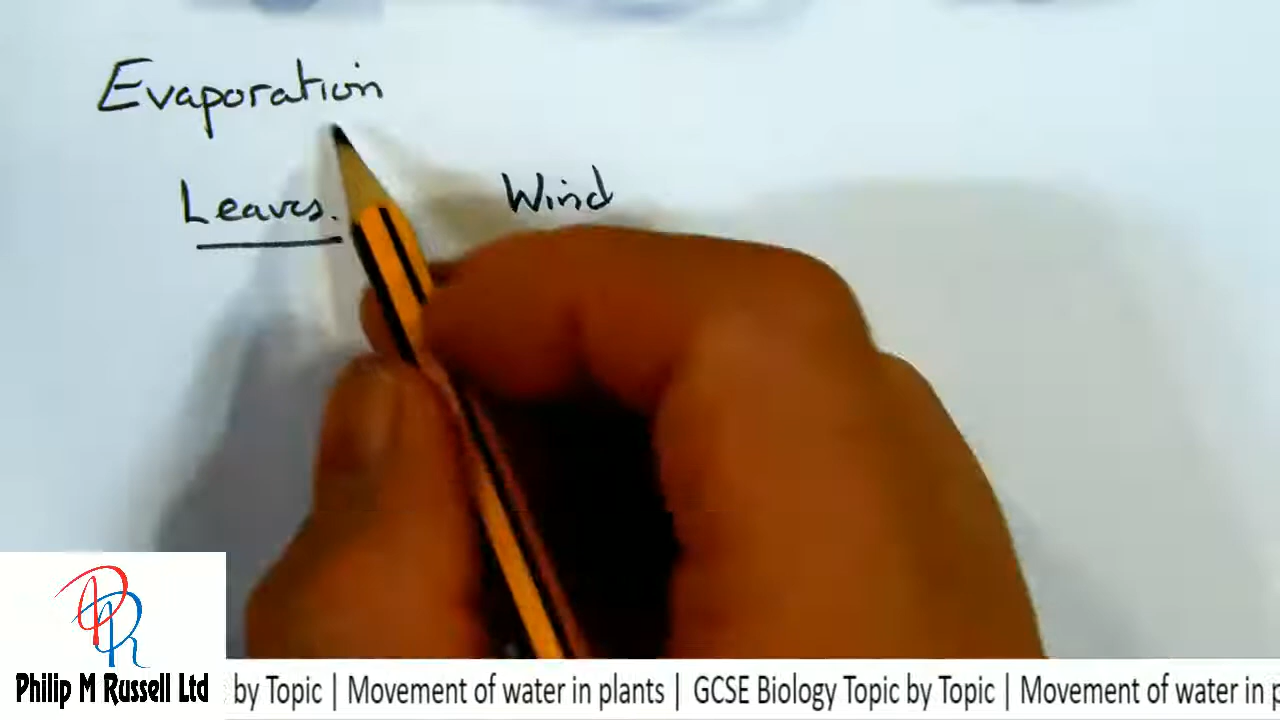 Evaporation
Leaves.
Wind
Philip M Russell Ltd
by Topic | Movement of water in plants | GCSE Biology Topic by Topic | Movement of water in p